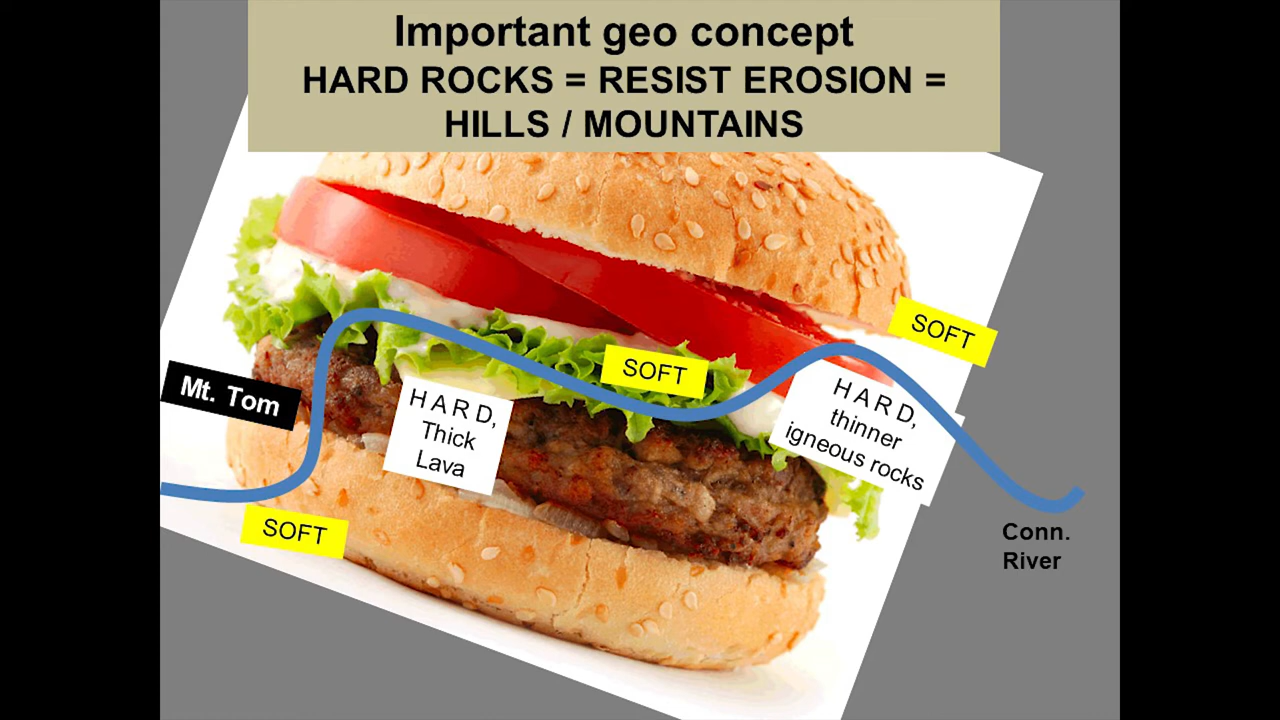 Important geo concept
HARD ROCKS = RESIST EROSION =
HILLS / MOUNTAINS
SOFT
SOFT
Mt. Tom
H A R D,
Thick
Lava
H A R D,
thinner
igneous rocks
SOFT
Conn.
River